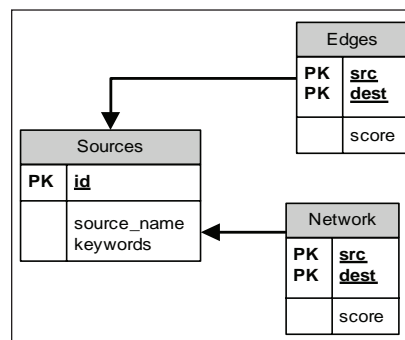 Edges
PK src
PK dest
score
Sources
PK id
source_name
keywords
Network
PK src
PK dest
score